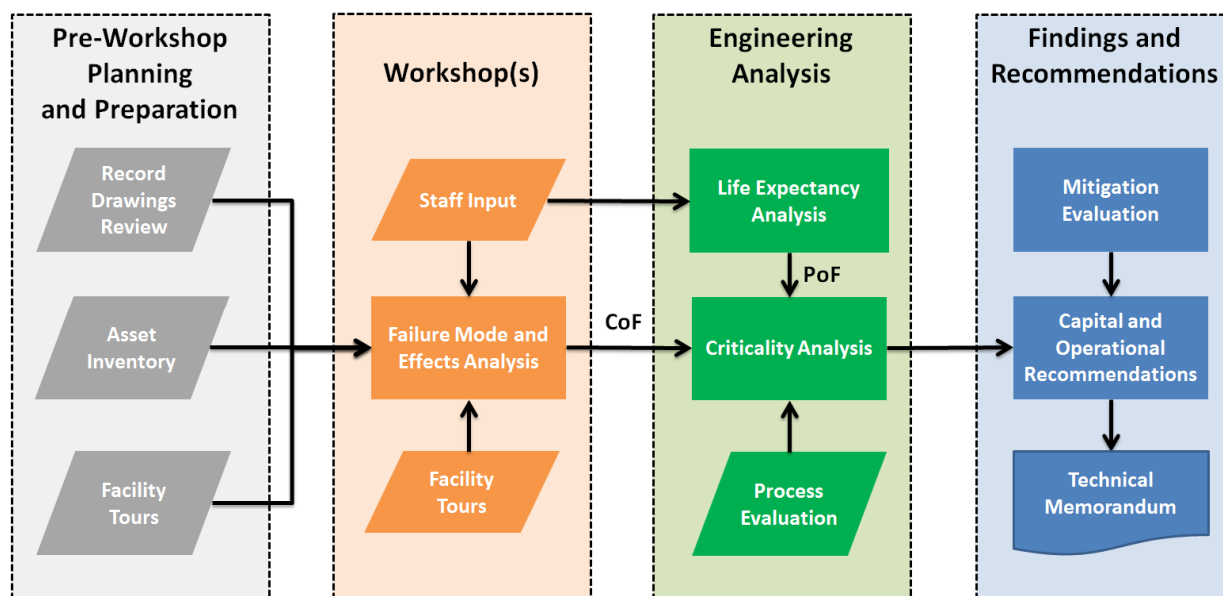 Pre-Workshop
Planning
and Preparation
Record
Drawings
Review
Asset
Inventory
Facility
Tours
Workshop(s)
Staff Input
Failure Mode and
Effects Analysis
Facility
Tours
CoF
Engineering
Analysis
Life Expectancy
Analysis
PoF
Criticality Analysis
Process
Evaluation
Findings and
Recommendations
Mitigation
Evaluation
Capital and
Operational
Recommendations
Technical
Memorandum